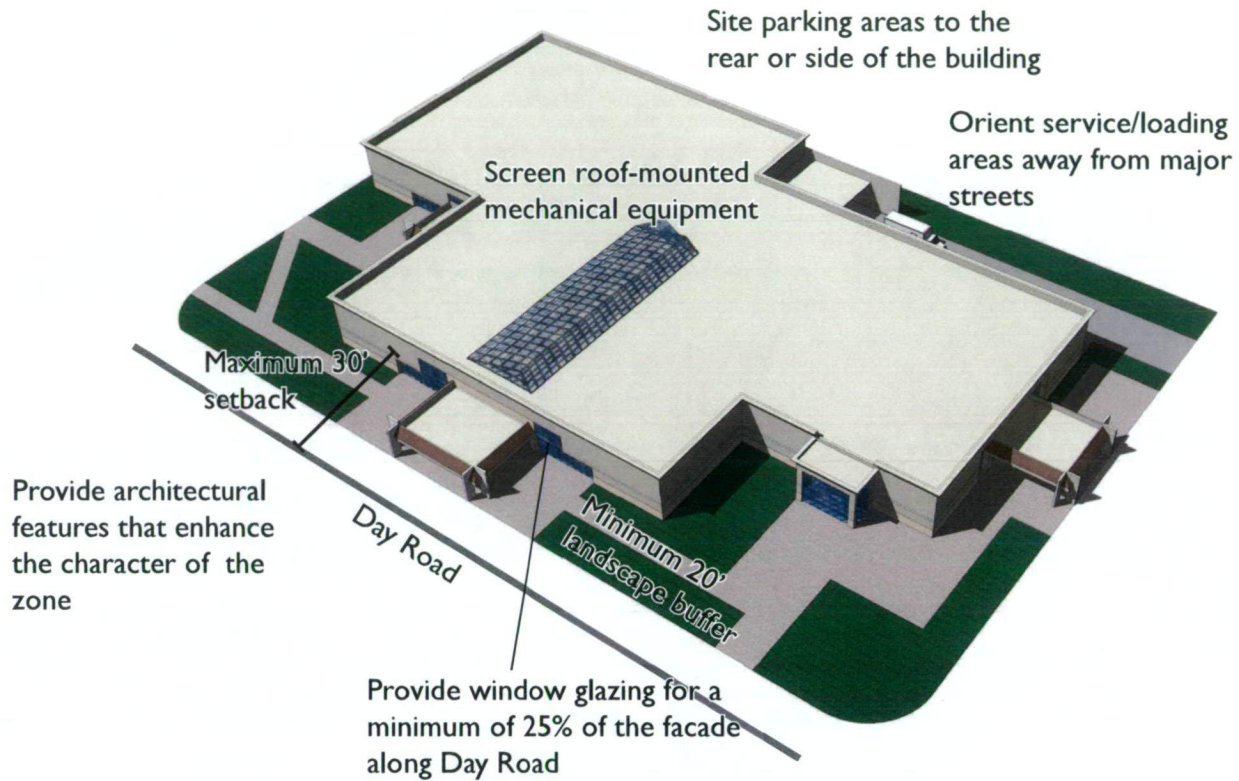 Site parking areas to the
rear or side of the building
Orient service/loading
areas away from major
streets
Screen roof-mounted
mechanical equipment
Maximum 30'
setback
Provide architectural
features that enhance
the character of the
zone
Day Road
Minimum 20'
landscape buffer
Provide window glazing for a
minimum of 25% of the facade
along Day Road